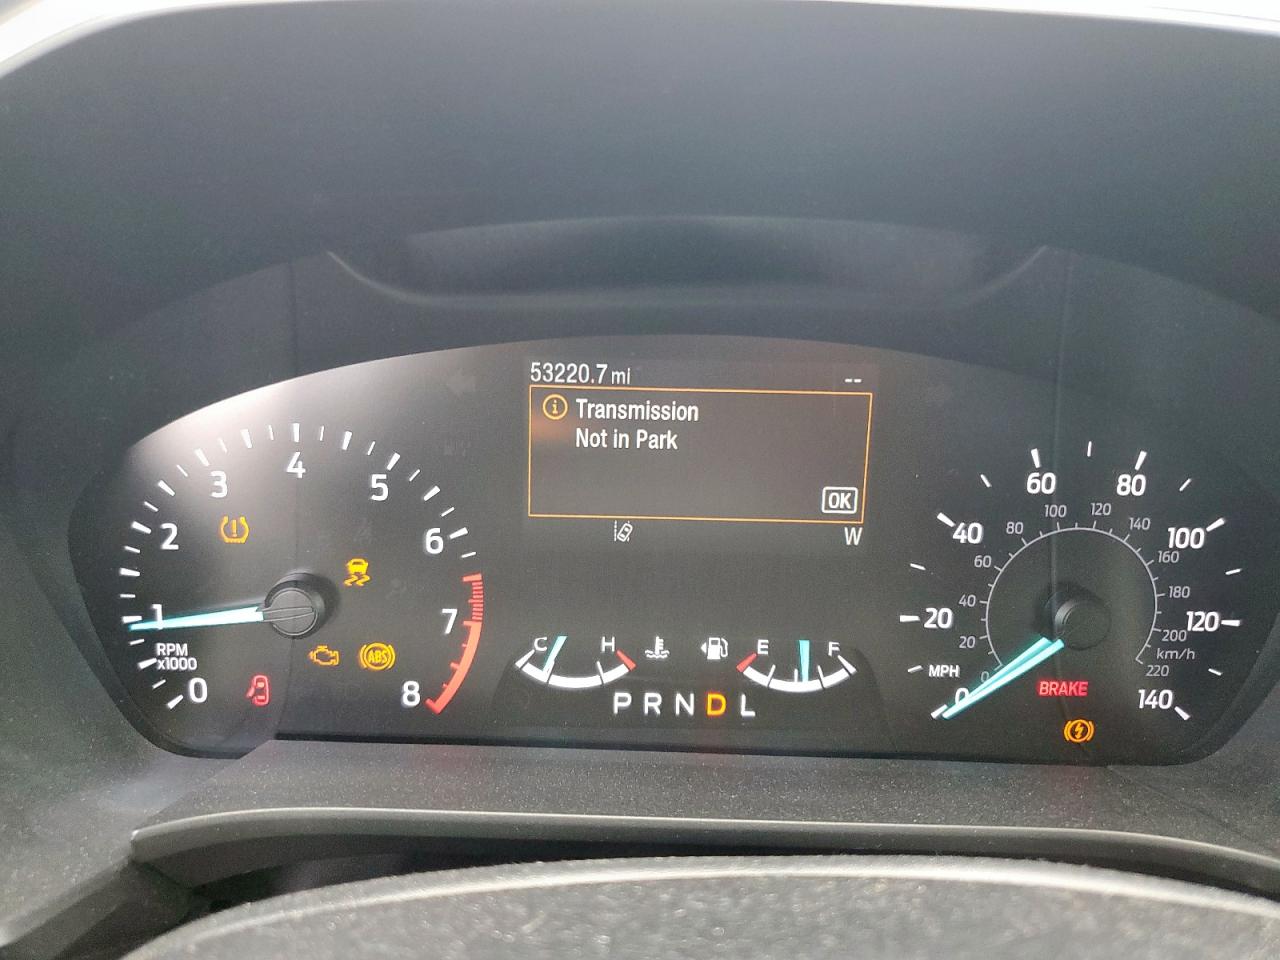 53220.7 mi --
Transmission
Not in Park
OK
W
0 1 2 3 4 5 6 7 8
RPM
x1000
ABS
C H
E F
P R N D L
0 20 40 60 80 100 120 140
MPH
0 20 40 60 80 100 120 140 160 180 200 220
km/h
BRAKE